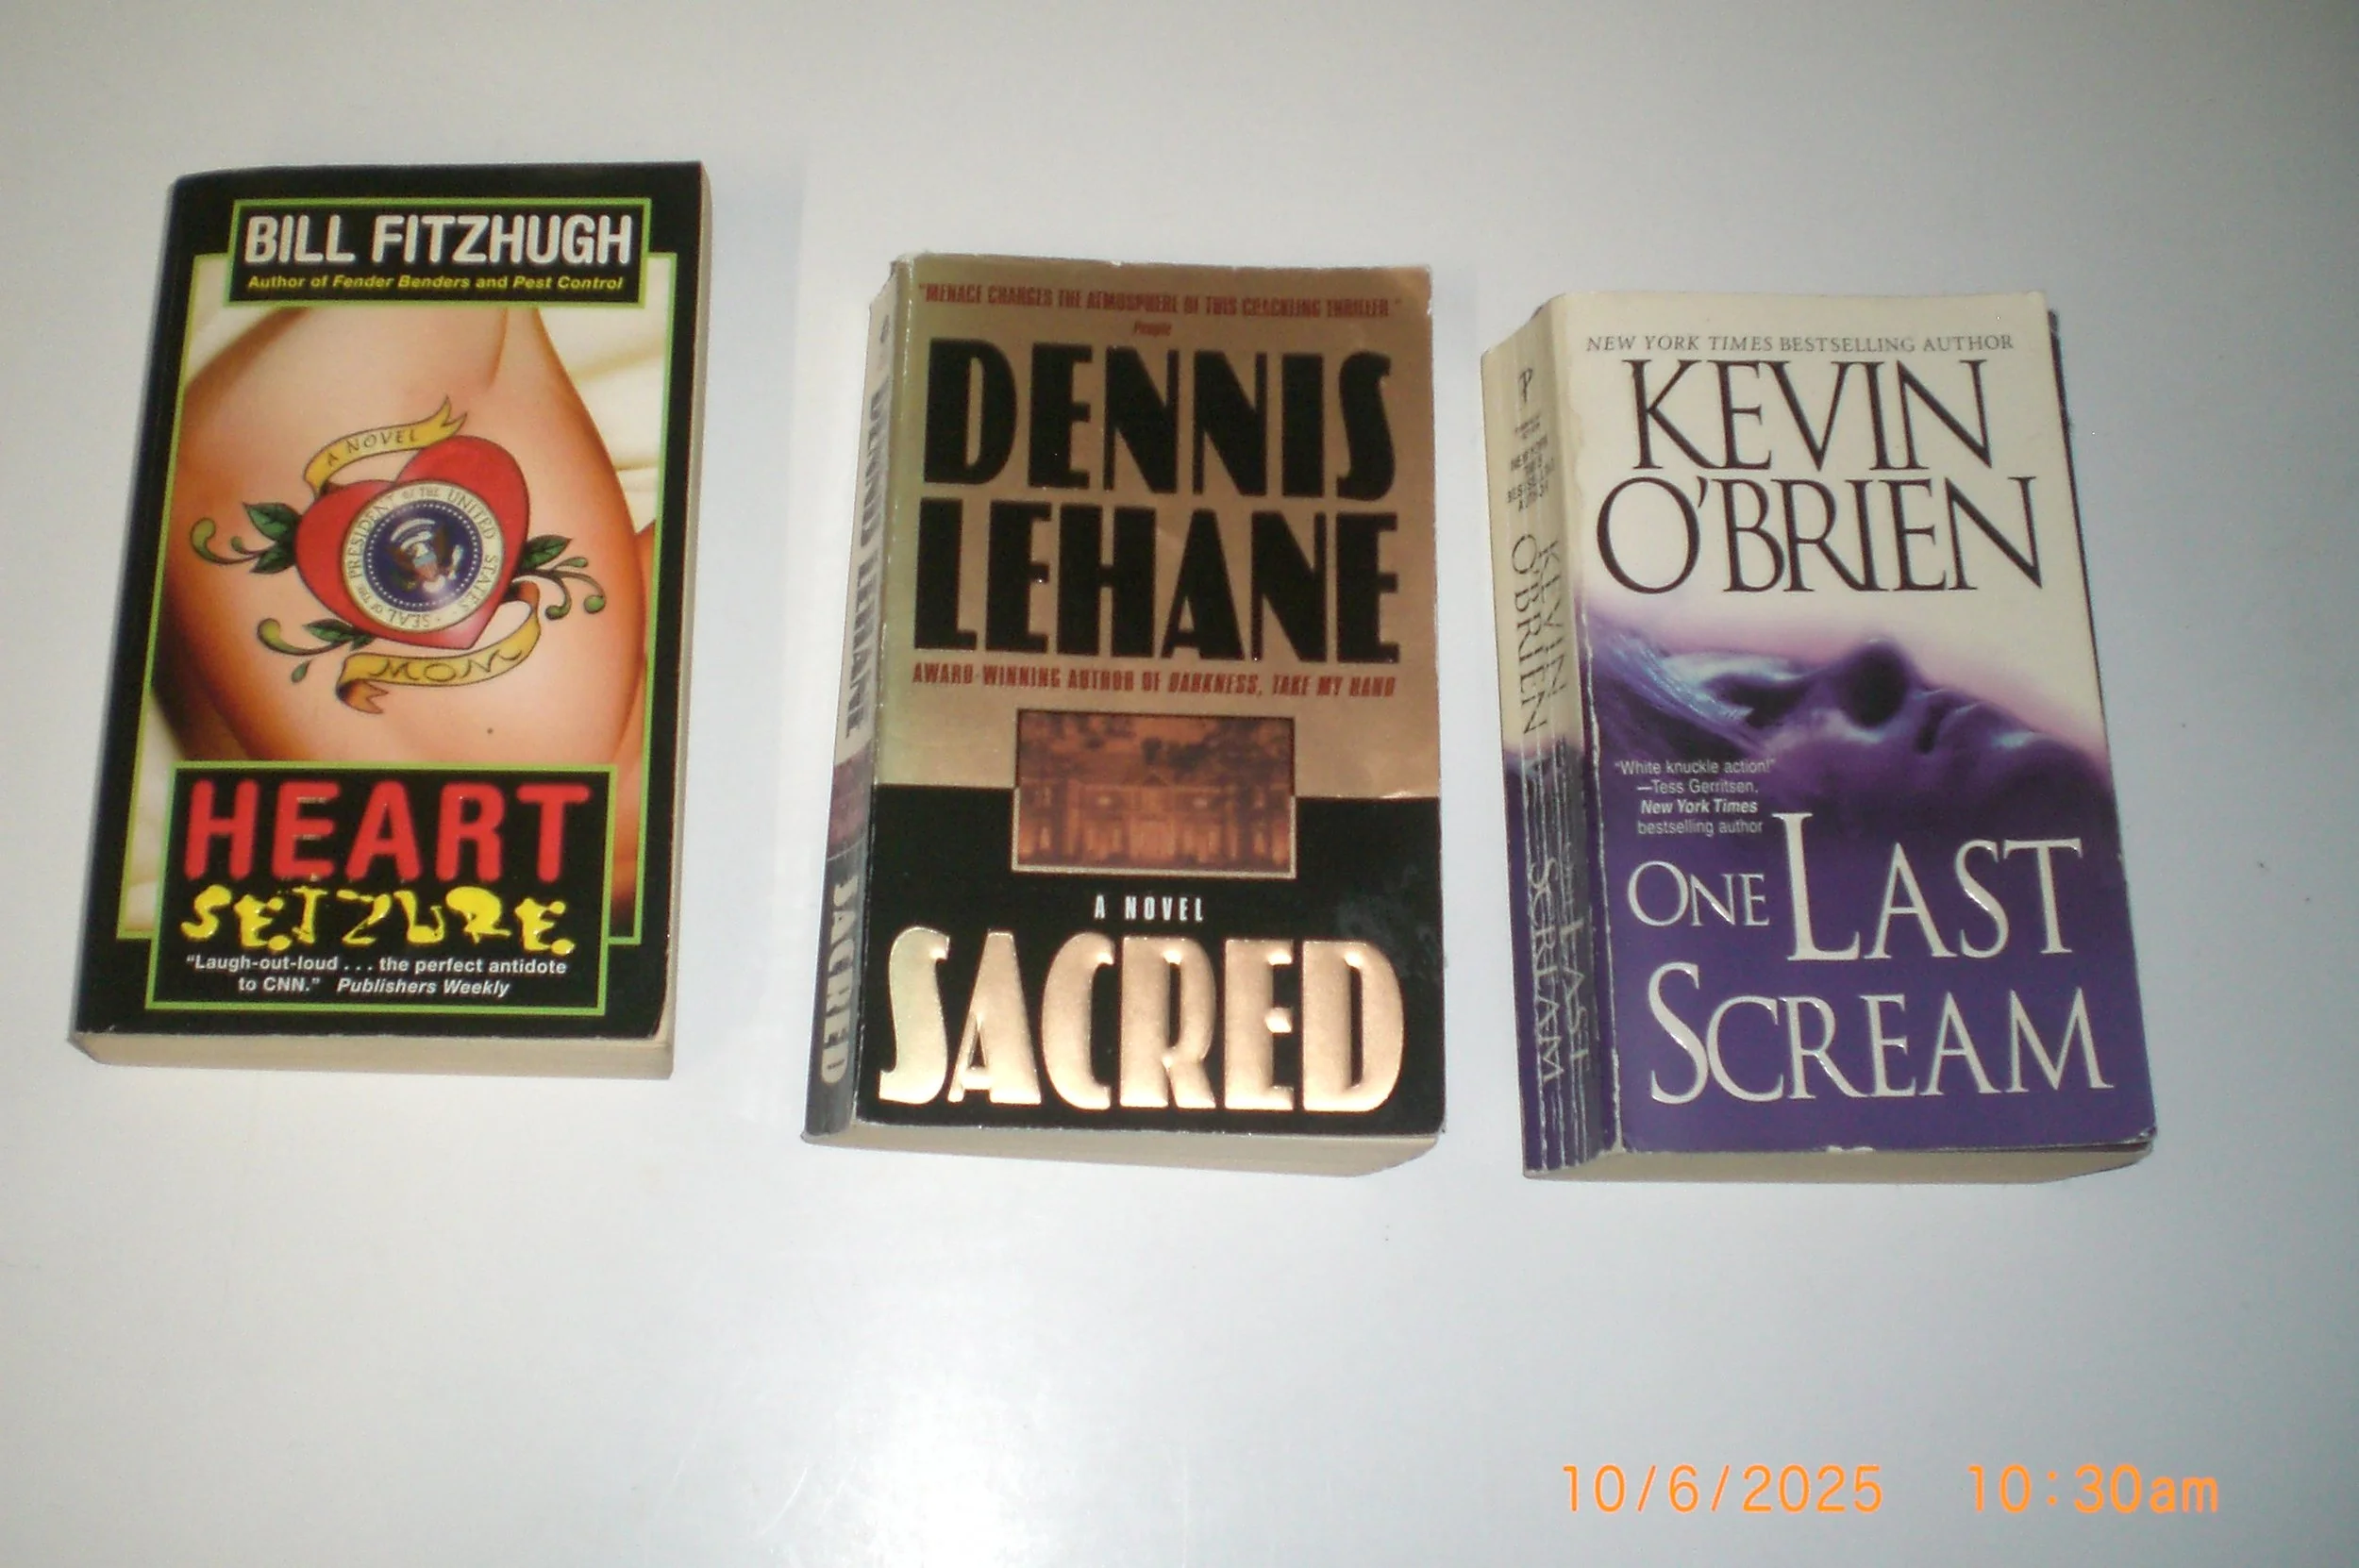 BILL FITZHUGH
Author of Fender Benders and Pest Control
A NOVEL
SEAL OF THE PRESIDENT OF THE UNITED STATES
MOM
HEART
SEIZURE
“Laugh-out-loud . . . the perfect antidote
to CNN.” Publishers Weekly
"MENACE CHARGES THE ATMOSPHERE OF THIS CRACKLING THRILLER."
People
DENNIS
LEHANE
AWARD-WINNING AUTHOR OF DARKNESS, TAKE MY HAND
A NOVEL
SACRED
DENNIS LEHANE
SACRED
NEW YORK TIMES BESTSELLING AUTHOR
KEVIN
O'BRIEN
“White knuckle action!”
—Tess Gerritsen,
New York Times
bestselling author
ONE LAST
SCREAM
KEVIN
O'BRIEN
LAST
SCREAM
10/6/2025 10:30am